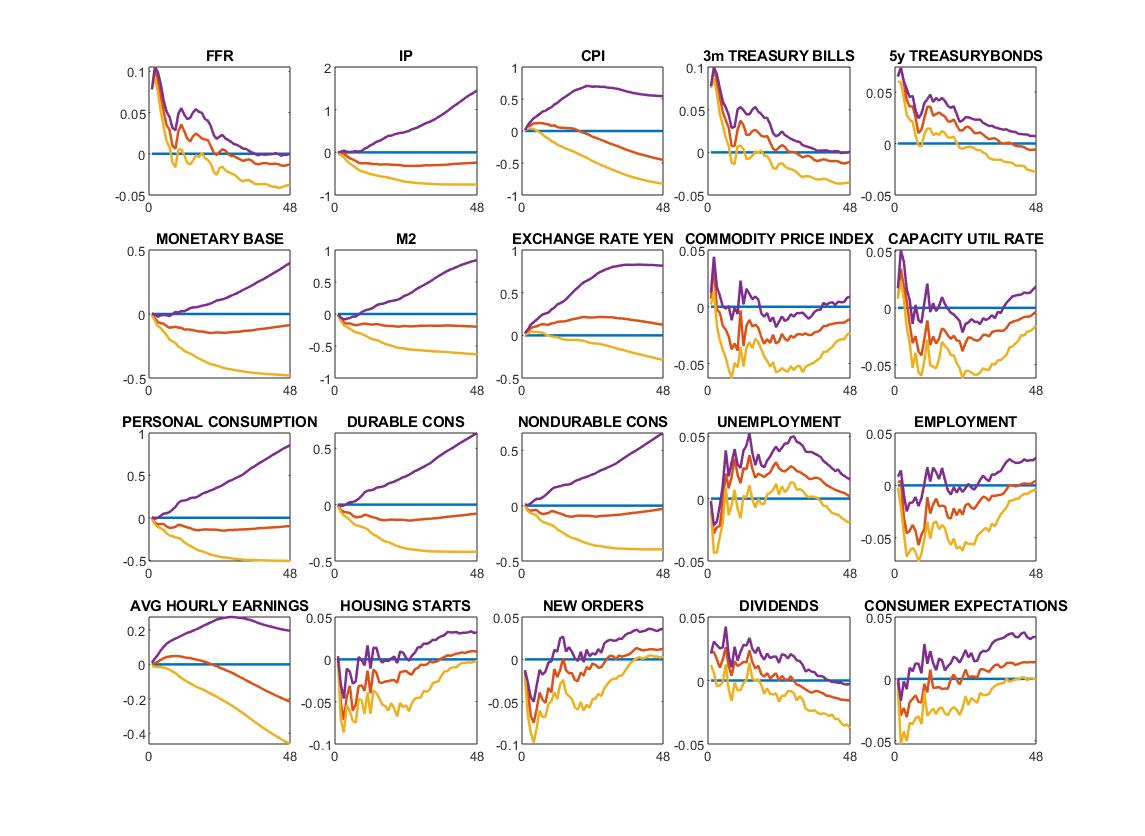 FFR IP CPI 3m TREASURY BILLS 5y TREASURYBONDS
0.1 2 1 0.1
1 0.5 0.05
0.05 0.05
0 0 0 0 0
-0.5
-0.05 -1 -1 -0.05 -0.05
0 48 0 48 0 48 0 48 0 48
MONETARY BASE M2 EXCHANGE RATE YEN COMMODITY PRICE INDEX CAPACITY UTIL RATE
0.5 1 1 0.05 0.05
0.5 0.5
0 0 0 0 0
-0.5 -0.05 -0.05
-0.5 -1 -0.5
0 48 0 48 0 48 0 48 0 48
PERSONAL CONSUMPTION DURABLE CONS NONDURABLE CONS UNEMPLOYMENT EMPLOYMENT
1 0.05 0.05
0.5 0.5 0.5
0 0 0 0 0
-0.5 -0.5 -0.5 -0.05 -0.05
0 48 0 48 0 48 0 48 0 48
AVG HOURLY EARNINGS HOUSING STARTS NEW ORDERS DIVIDENDS CONSUMER EXPECTATIONS
0.2 0.05 0.05 0.05 0.05
0 0 0 0 0
-0.2 -0.05 -0.05
-0.4 -0.1 -0.1 -0.05 -0.05
0 48 0 48 0 48 0 48 0 48